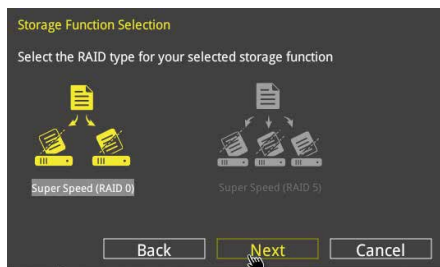 Storage Function Selection
Select the RAID type for your selected storage function
Super Speed (RAID 0)
Super Speed (RAID 5)
Back
Next
Cancel